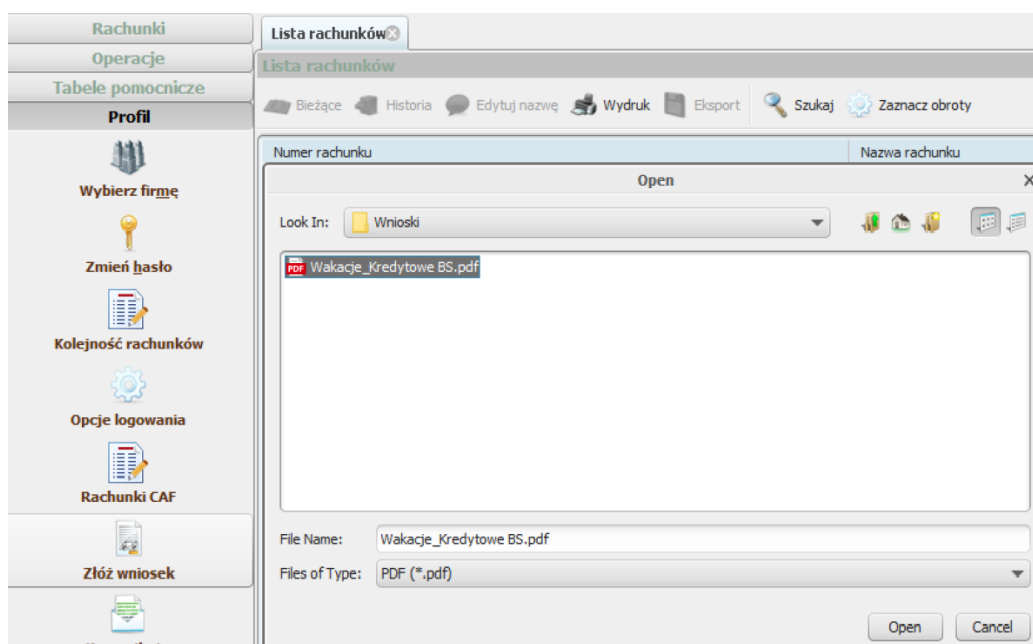 Rachunki
Operacje
Tabele pomocnicze
Profil
Wybierz firmę
Zmień hasło
Kolejność rachunków
Opcje logowania
Rachunki CAF
Złóż wniosek
Lista rachunków
Lista rachunków
Bieżące Historia Edytuj nazwę Wydruk Eksport Szukaj Zaznacz obroty
Numer rachunku Nazwa rachunku
Open
Look In: Wnioski
PDF Wakacje_Kredytowe BS.pdf
File Name: Wakacje_Kredytowe BS.pdf
Files of Type: PDF (*.pdf)
Open Cancel